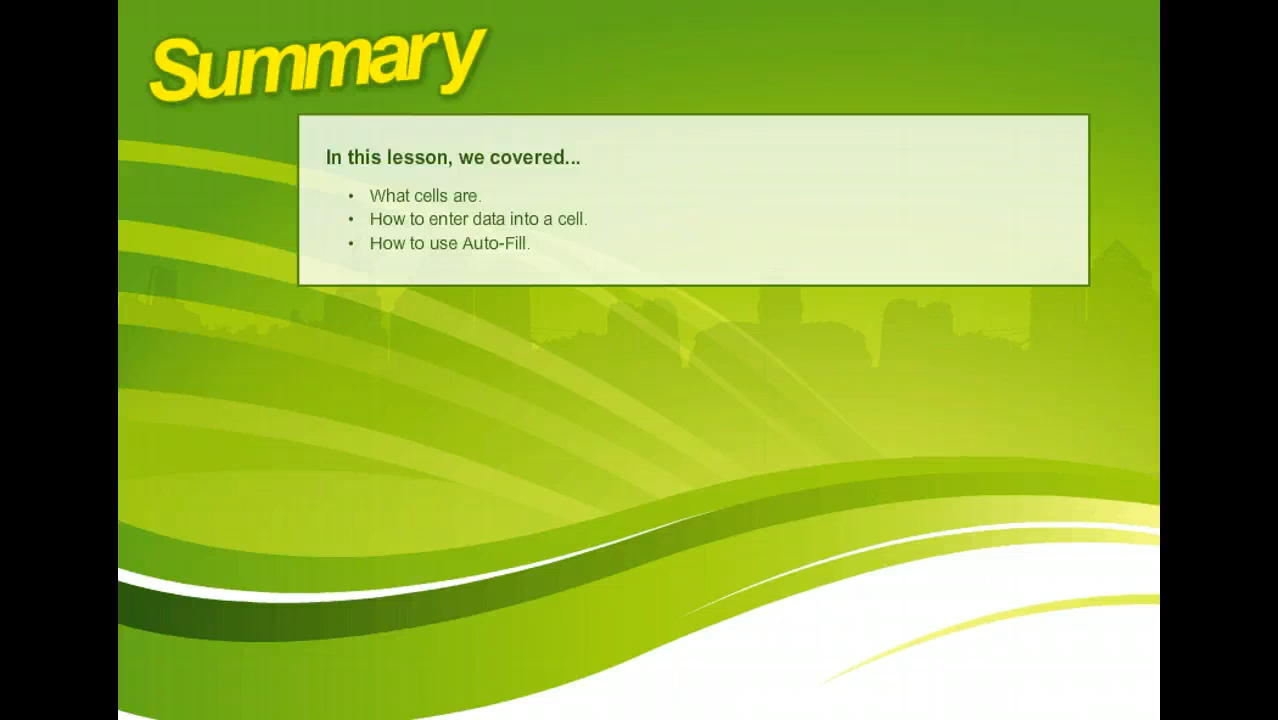 Summary
In this lesson, we covered...
• What cells are.
• How to enter data into a cell.
• How to use Auto-Fill.